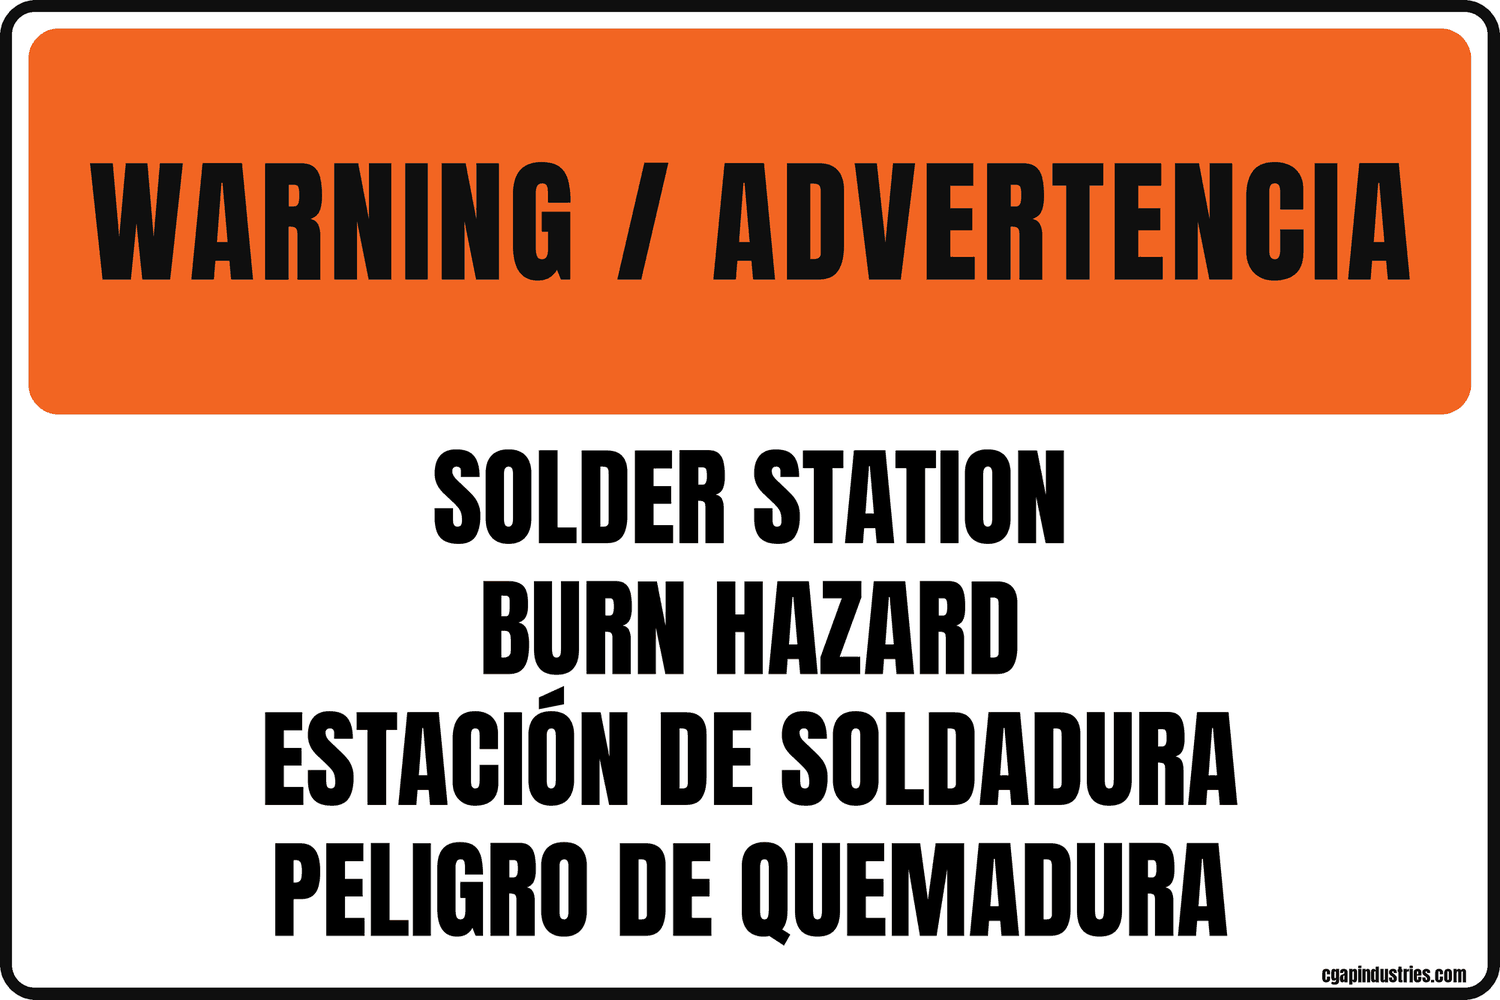 WARNING / ADVERTENCIA
SOLDER STATION
BURN HAZARD
ESTACIÓN DE SOLDADURA
PELIGRO DE QUEMADURA
cgapindustries.com